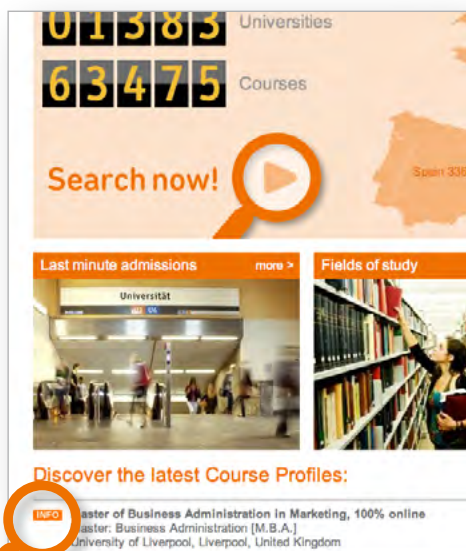 01383 Universities
63475 Courses
Spain 336
Search now!
Last minute admissions more >
Fields of study
Universität
Discover the latest Course Profiles:
INFO aster of Business Administration in Marketing, 100% online
aster: Business Administration [M.B.A.]
University of Liverpool, Liverpool, United Kingdom